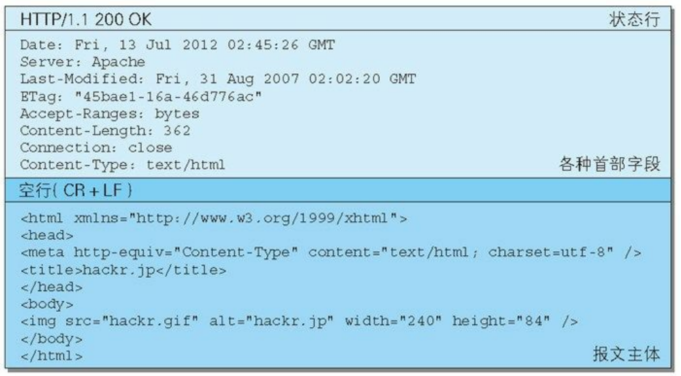 HTTP/1.1 200 OK 状态行
Date: Fri, 13 Jul 2012 02:45:26 GMT
Server: Apache
Last-Modified: Fri, 31 Aug 2007 02:02:20 GMT
ETag: "45bae1-16a-46d776ac"
Accept-Ranges: bytes
Content-Length: 362
Connection: close
Content-Type: text/html 各种首部字段
空行( CR + LF )
<html xmlns="http://www.w3.org/1999/xhtml">
<head>
<meta http-equiv="Content-Type" content="text/html; charset=utf-8" />
<title>hackr.jp</title>
</head>
<body>
<img src="hackr.gif" alt="hackr.jp" width="240" height="84" />
</body>
</html> 报文主体